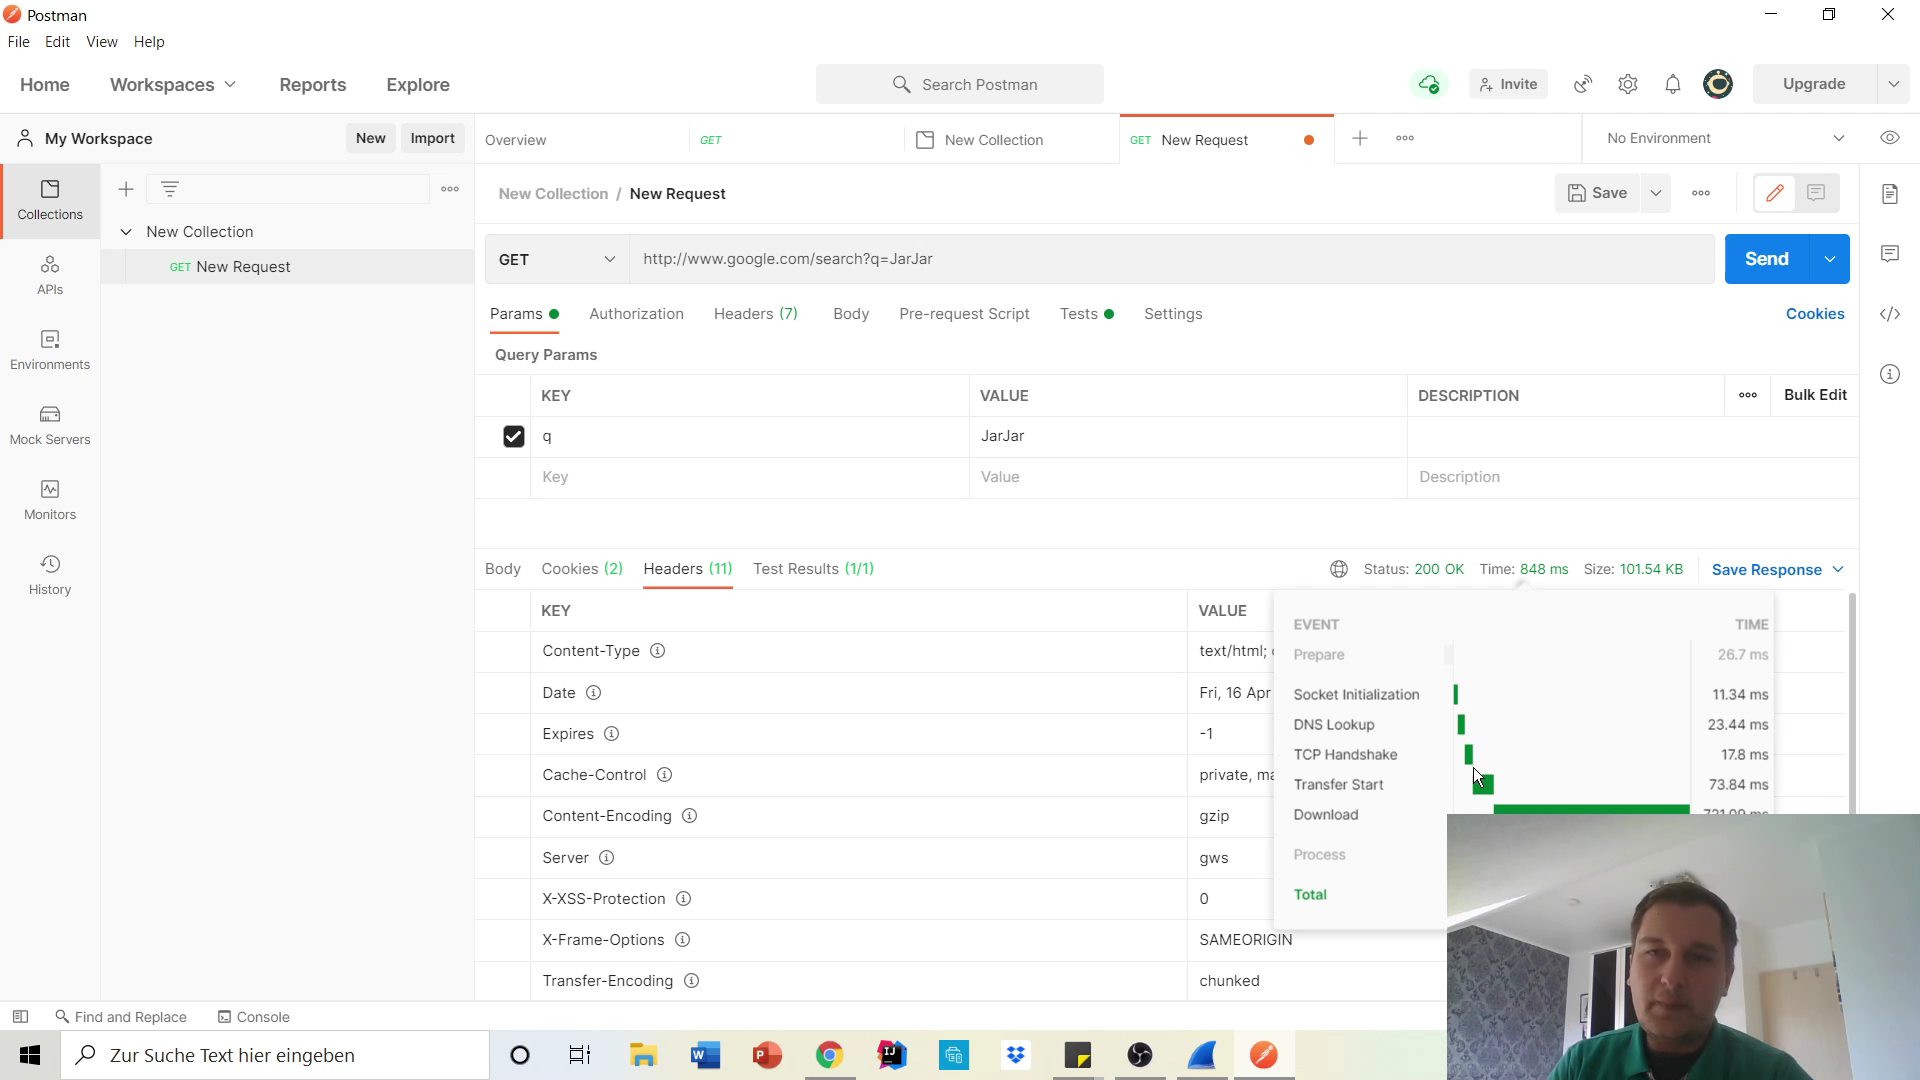 Postman
File Edit View Help
Home Workspaces Reports Explore
Search Postman
Invite
Upgrade
My Workspace New Import
Overview GET New Collection GET New Request
No Environment
Collections
New Collection
GET New Request
APIs
Environments
Mock Servers
Monitors
History
New Collection / New Request
Save
GET http://www.google.com/search?q=JarJar Send
Params Authorization Headers (7) Body Pre-request Script Tests Settings Cookies
Query Params
KEY VALUE DESCRIPTION Bulk Edit
q JarJar
Key Value Description
Body Cookies (2) Headers (11) Test Results (1/1)
Status: 200 OK Time: 848 ms Size: 101.54 KB Save Response
KEY VALUE
Content-Type text/html;
Date Fri, 16 Apr
Expires -1
Cache-Control private,
Content-Encoding gzip
Server gws
X-XSS-Protection 0
X-Frame-Options SAMEORIGIN
Transfer-Encoding chunked
EVENT TIME
Prepare 26.7 ms
Socket Initialization 11.34 ms
DNS Lookup 23.44 ms
TCP Handshake 17.8 ms
Transfer Start 73.84 ms
Download
Process
Total
Find and Replace Console
Zur Suche Text hier eingeben